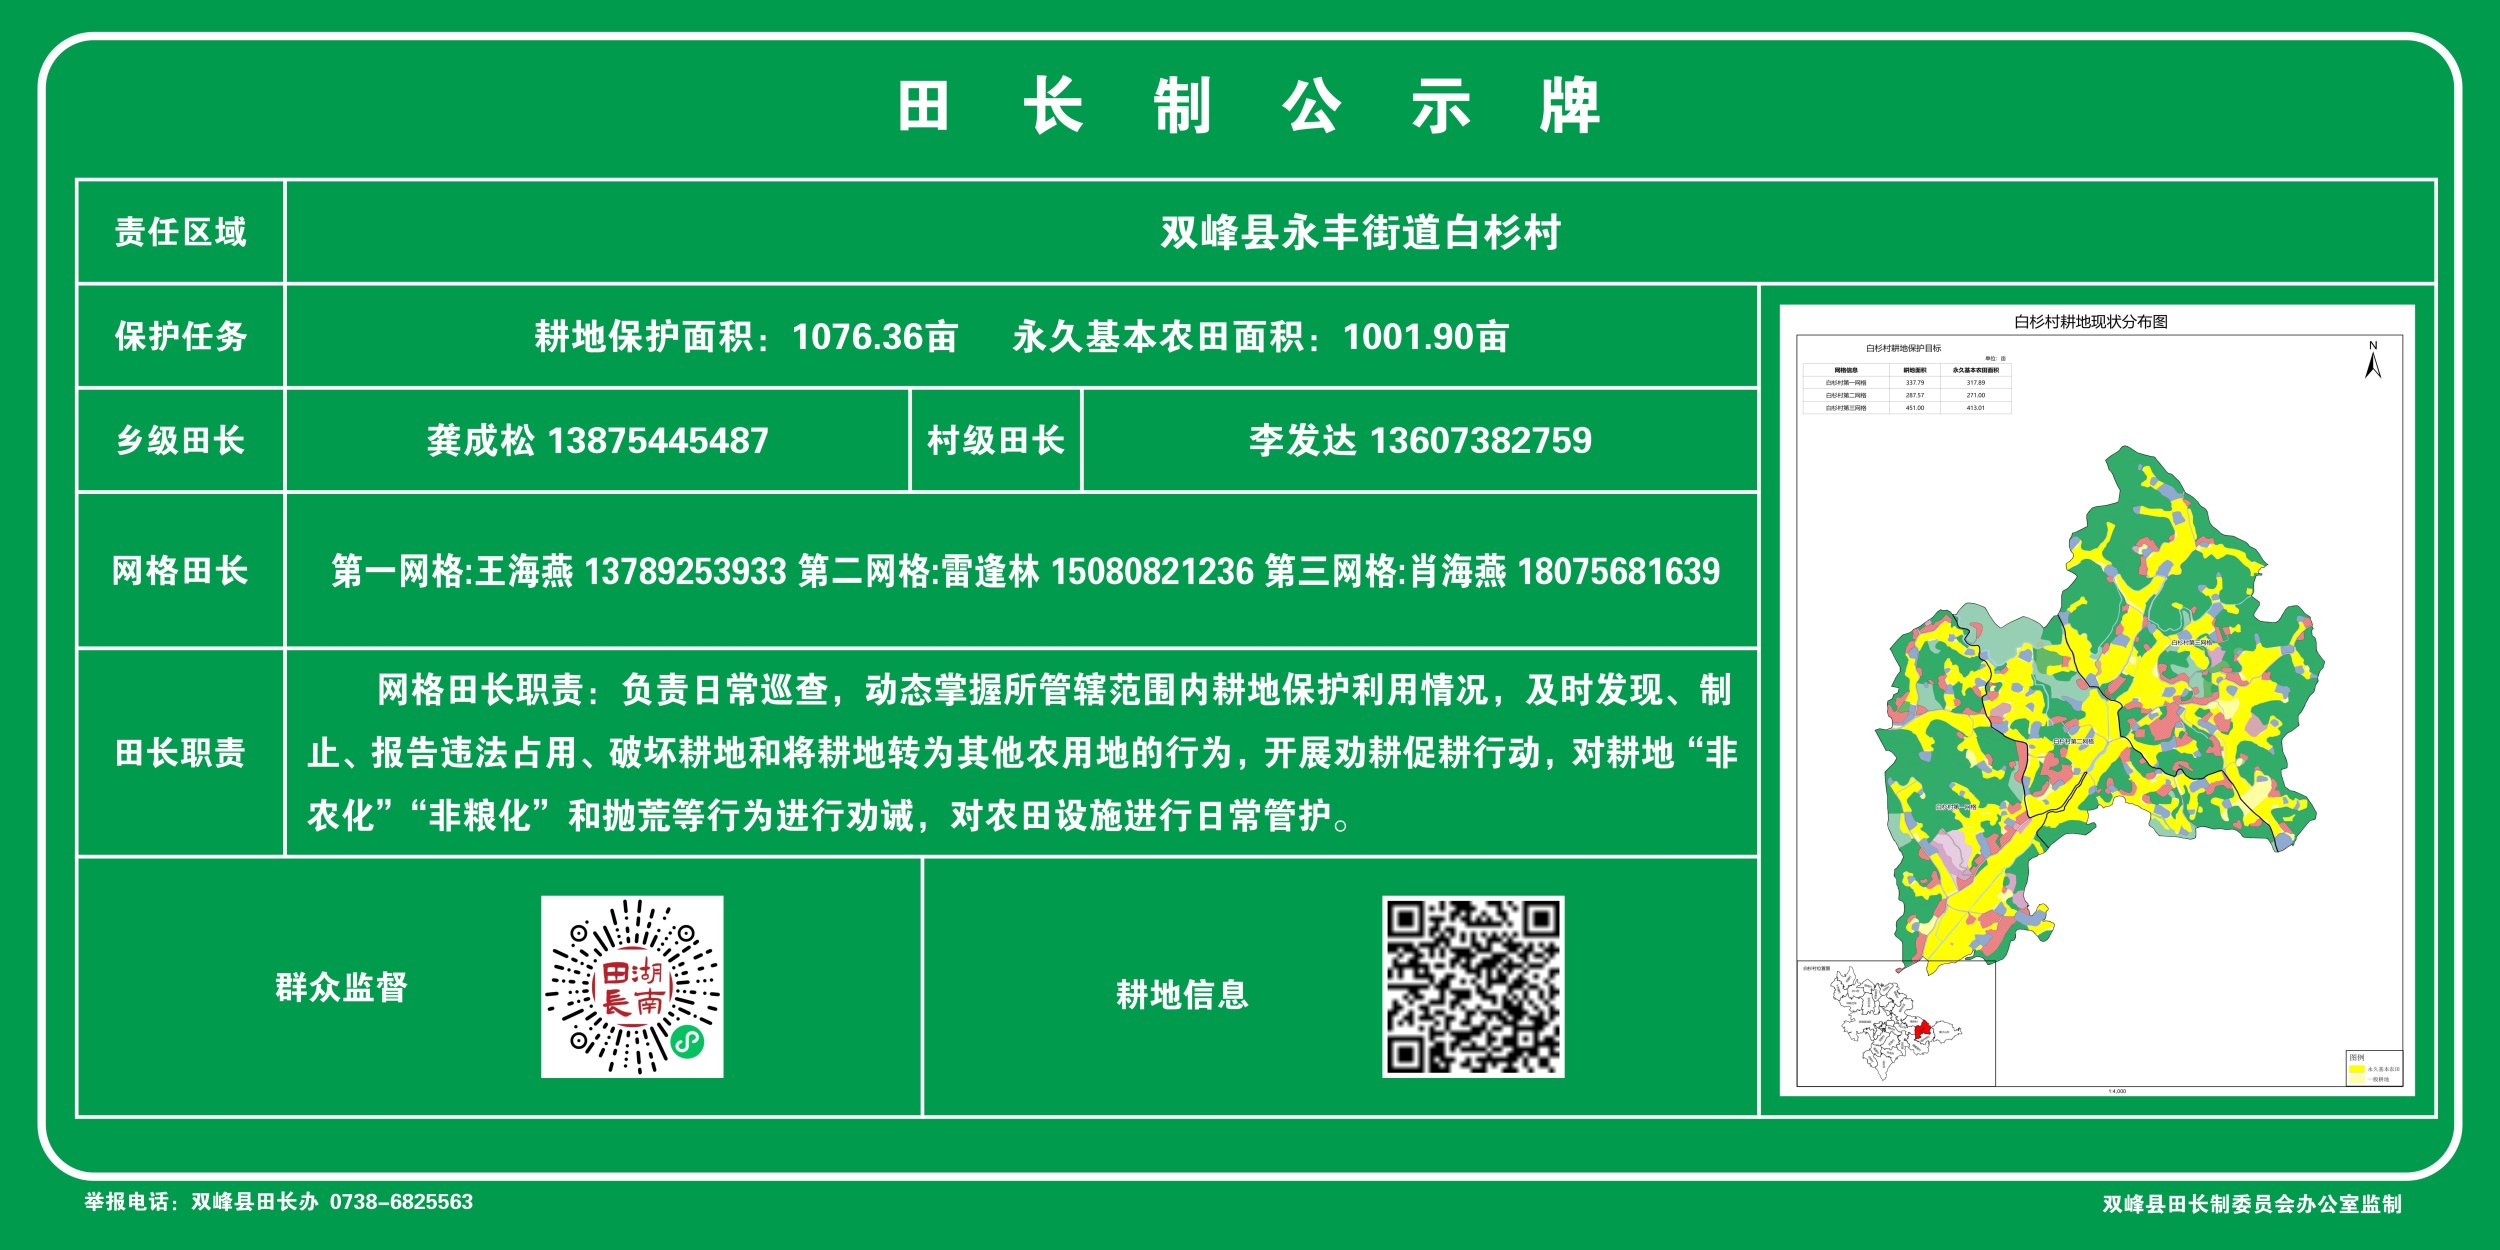 田长制公示牌
责任区域
双峰县永丰街道白杉村
保护任务
耕地保护面积：1076.36亩 永久基本农田面积：1001.90亩
乡级田长
龚成松 13875445487
村级田长
李发达 13607382759
网格田长
第一网格:王海燕 13789253933 第二网格:雷逢林 15080821236 第三网格:肖海燕 18075681639
田长职责
网格田长职责：负责日常巡查，动态掌握所管辖范围内耕地保护利用情况，及时发现、制
止、报告违法占用、破坏耕地和将耕地转为其他农用地的行为，开展劝耕促耕行动，对耕地“非
农化”“非粮化”和抛荒等行为进行劝诫，对农田设施进行日常管护。
群众监督
湖南田长
耕地信息
白杉村耕地现状分布图
白杉村耕地保护目标
单位：亩
网格信息 耕地面积 永久基本农田面积
白杉村第一网格 337.79 317.89
白杉村第二网格 287.57 271.00
白杉村第三网格 451.00 413.01
N
白杉村第三网格
白杉村第二网格
白杉村第一网格
白杉村位置图
图例
永久基本农田
一般耕地
1:4,000
举报电话：双峰县田长办 0738-6825563
双峰县田长制委员会办公室监制